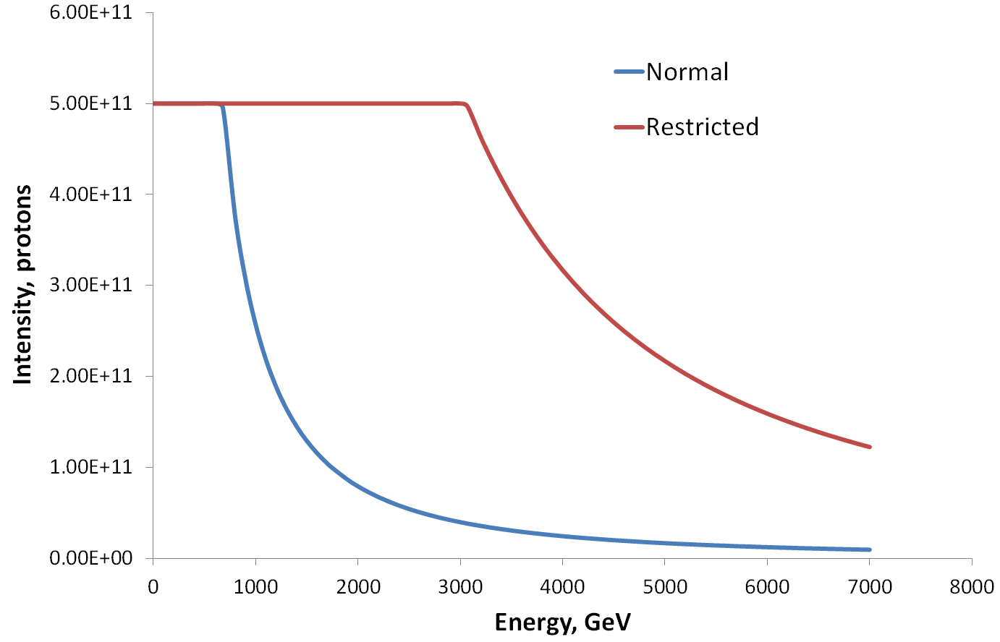 6.00E+11
5.00E+11
4.00E+11
3.00E+11
2.00E+11
1.00E+11
0.00E+00
Intensity, protons
Normal
Restricted
0 1000 2000 3000 4000 5000 6000 7000 8000
Energy, GeV